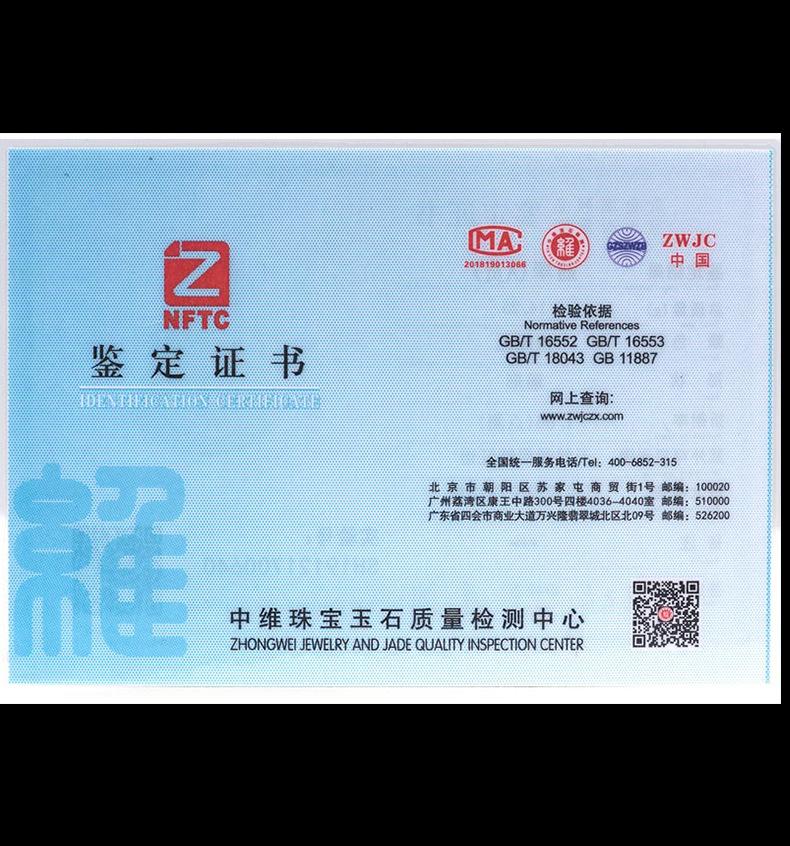 Z
NFTC
鉴定证书
IDENTIFICATION CERTIFICATE
MA
201819013066
GZSZWZB
ZWJC
中国
检验依据
Normative References
GB/T 16552 GB/T 16553
GB/T 18043 GB 11887
网上查询:
www.zwjczx.com
全国统一服务电话/Tel: 400-6852-315
北京市朝阳区苏家屯商贸街1号 邮编: 100020
广州荔湾区康王中路300号四楼4036-4040室 邮编: 510000
广东省四会市商业大道万兴隆翡翠城北区北09号 邮编: 526200
中维珠宝玉石质量检测中心
ZHONGWEI JEWELRY AND JADE QUALITY INSPECTION CENTER